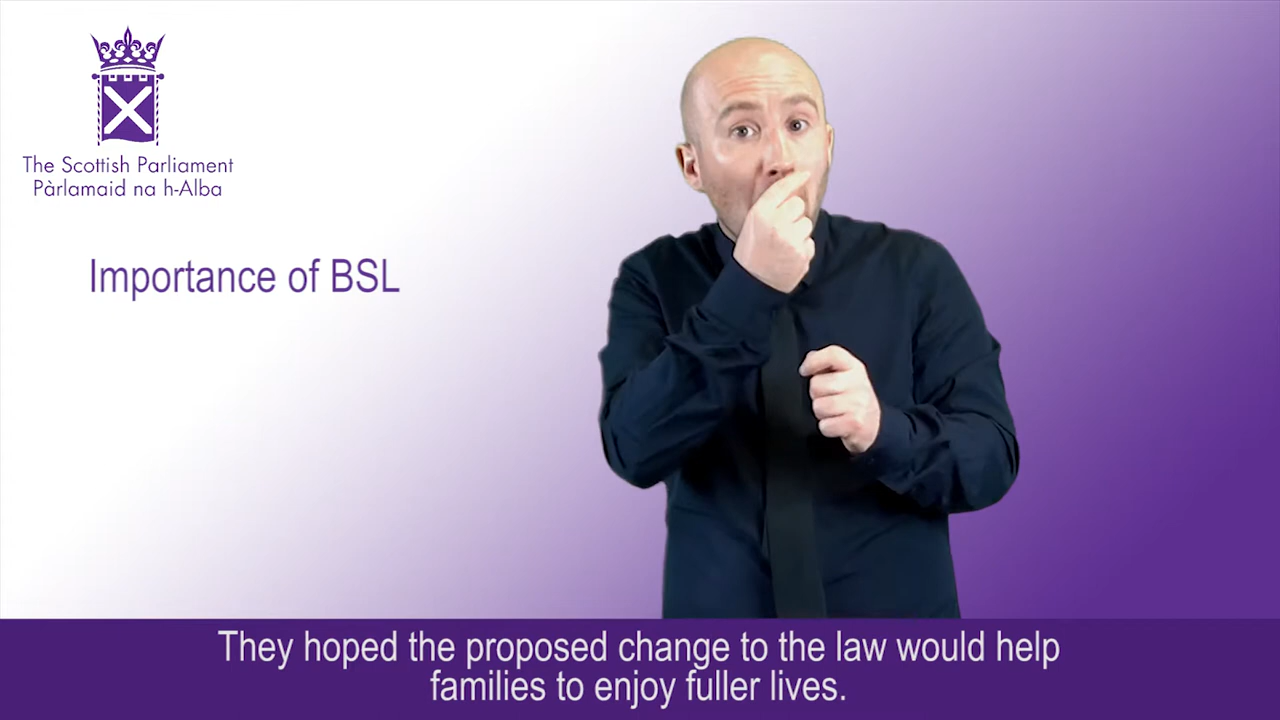 The Scottish Parliament
Pàrlamaid na h-Alba
Importance of BSL
They hoped the proposed change to the law would help
families to enjoy fuller lives.